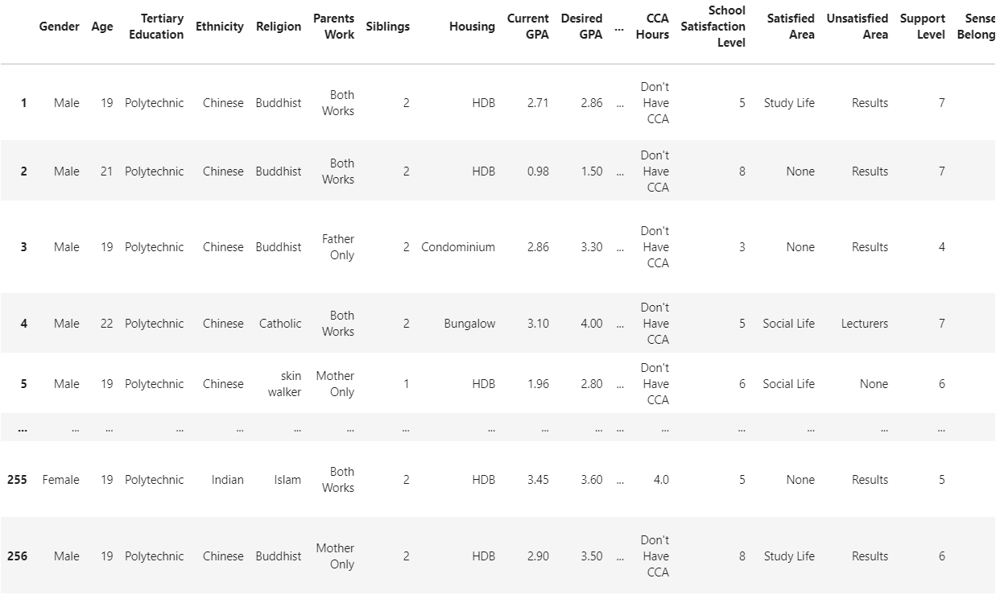 Gender Age Tertiary Education Ethnicity Religion Parents Work Siblings Housing Current GPA Desired GPA ... CCA Hours School Satisfaction Level Satisfied Area Unsatisfied Area Support Level Sense Belong
1 Male 19 Polytechnic Chinese Buddhist Both Works 2 HDB 2.71 2.86 ... Don't Have CCA 5 Study Life Results 7
2 Male 21 Polytechnic Chinese Buddhist Both Works 2 HDB 0.98 1.50 ... Don't Have CCA 8 None Results 7
3 Male 19 Polytechnic Chinese Buddhist Father Only 2 Condominium 2.86 3.30 ... Don't Have CCA 3 None Results 4
4 Male 22 Polytechnic Chinese Catholic Both Works 2 Bungalow 3.10 4.00 ... Don't Have CCA 5 Social Life Lecturers 7
5 Male 19 Polytechnic Chinese skin walker Mother Only 1 HDB 1.96 2.80 ... Don't Have CCA 6 Social Life None 6
... ... ... ... ... ... ... ... ... ... ... ... ... ... ... ... ...
255 Female 19 Polytechnic Indian Islam Both Works 2 HDB 3.45 3.60 ... 4.0 5 None Results 5
256 Male 19 Polytechnic Chinese Buddhist Mother Only 2 HDB 2.90 3.50 ... Don't Have CCA 8 Study Life Results 6